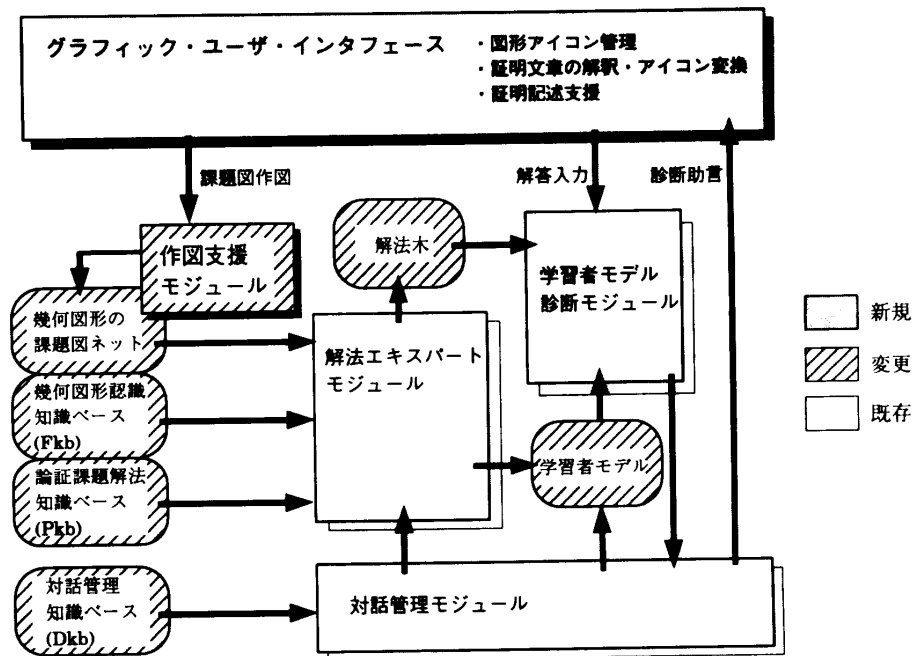 グラフィック・ユーザ・インタフェース
・図形アイコン管理
・証明文章の解釈・アイコン変換
・証明記述支援
課題図作図
解答入力
診断助言
作図支援
モジュール
解法木
学習者モデル
診断モジュール
幾何図形の
課題図ネット
解法エキスパート
モジュール
幾何図形認識
知識ベース
(Fkb)
論証課題解法
知識ベース
(Pkb)
学習者モデル
対話管理
知識ベース
(Dkb)
対話管理モジュール
新規
変更
既存